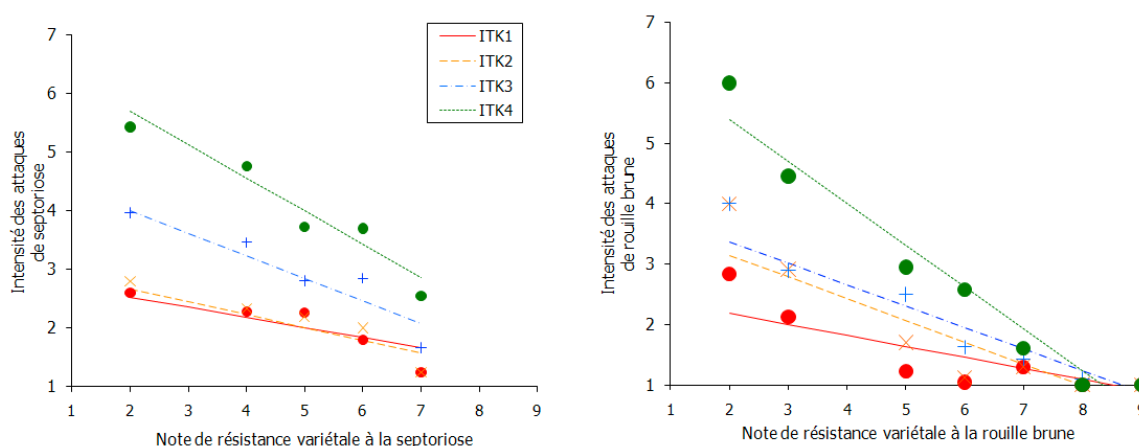 7
6
5
4
3
2
1
Intensité des attaques
de septoriose
ITK1
ITK2
ITK3
ITK4
1 2 3 4 5 6 7 8 9
Note de résistance variétale à la septoriose
7
6
5
4
3
2
1
Intensité des attaques
de rouille brune
1 2 3 4 5 6 7 8 9
Note de résistance variétale à la rouille brune